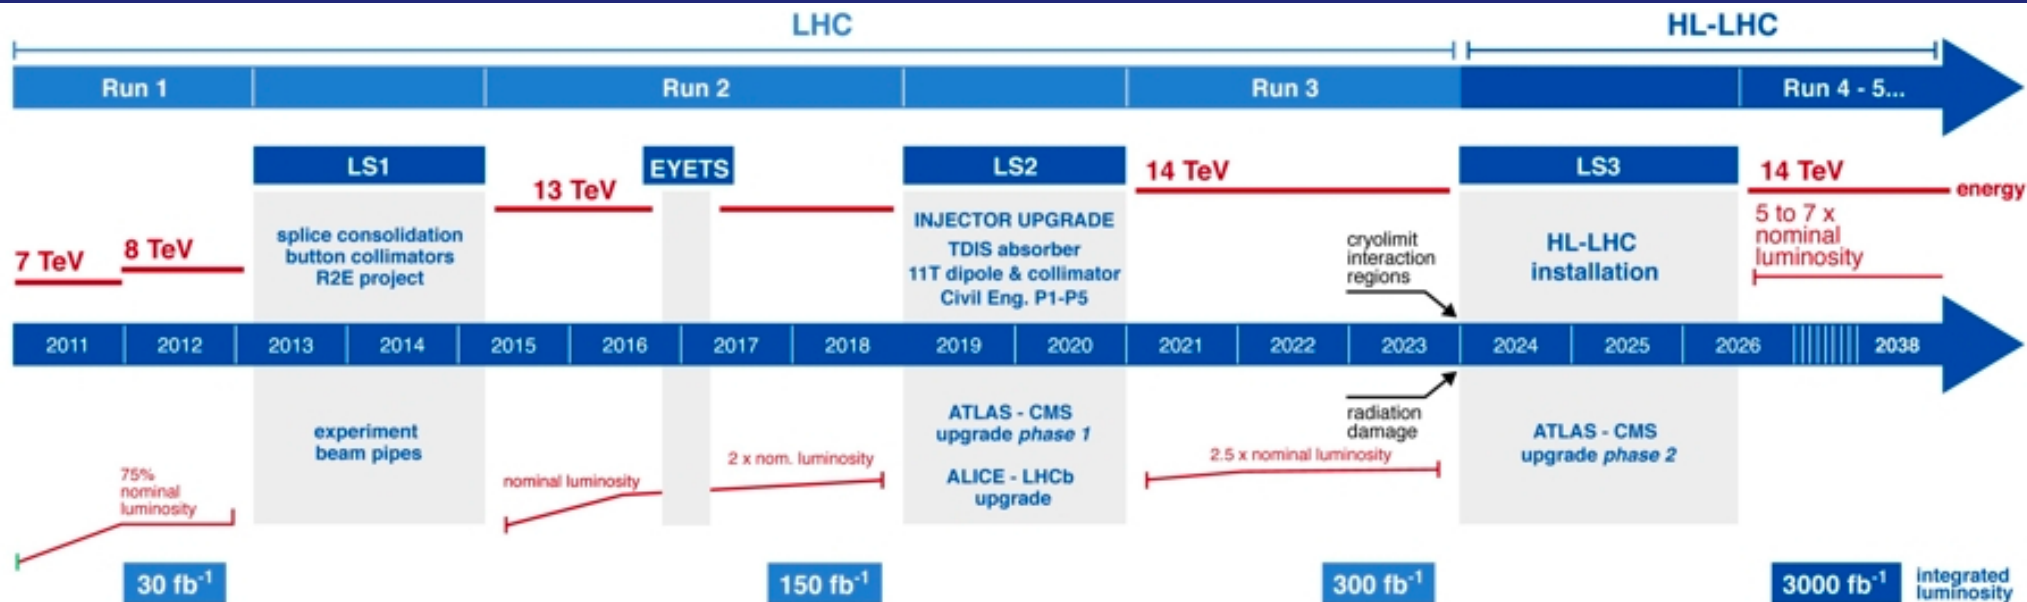 LHC
HL-LHC
Run 1
Run 2
Run 3
Run 4 - 5...
LS1
EYETS
LS2
LS3
7 TeV
8 TeV
13 TeV
14 TeV
14 TeV
energy
splice consolidation
button collimators
R2E project
INJECTOR UPGRADE
TDIS absorber
11T dipole & collimator
Civil Eng. P1-P5
cryolimit
interaction
regions
HL-LHC
installation
5 to 7 x
nominal
luminosity
2011
2012
2013
2014
2015
2016
2017
2018
2019
2020
2021
2022
2023
2024
2025
2026
2038
75%
nominal
luminosity
experiment
beam pipes
nominal luminosity
2 x nom. luminosity
ATLAS - CMS
upgrade phase 1
ALICE - LHCb
upgrade
2.5 x nominal luminosity
radiation
damage
ATLAS - CMS
upgrade phase 2
30 fb⁻¹
150 fb⁻¹
300 fb⁻¹
3000 fb⁻¹
integrated
luminosity